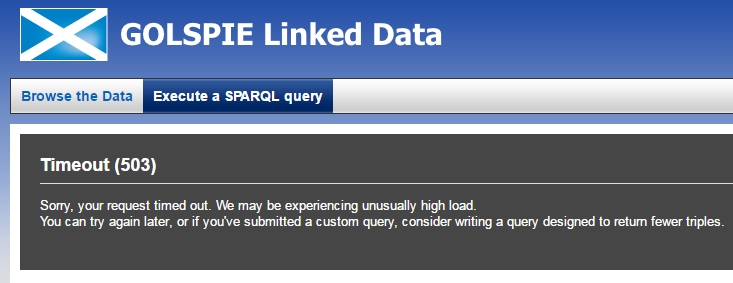 GOLSPIE Linked Data
Browse the Data
Execute a SPARQL query
Timeout (503)
Sorry, your request timed out. We may be experiencing unusually high load.
You can try again later, or if you've submitted a custom query, consider writing a query designed to return fewer triples.